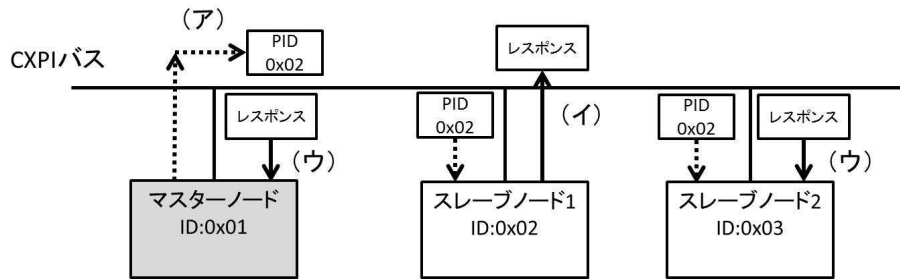 (ア)
PID
0x02
レスポンス
CXPIバス
PID
0x02
レスポンス
(ウ)
(イ)
PID
0x02
レスポンス
(ウ)
マスターノード
ID:0x01
スレーブノード1
ID:0x02
スレーブノード2
ID:0x03